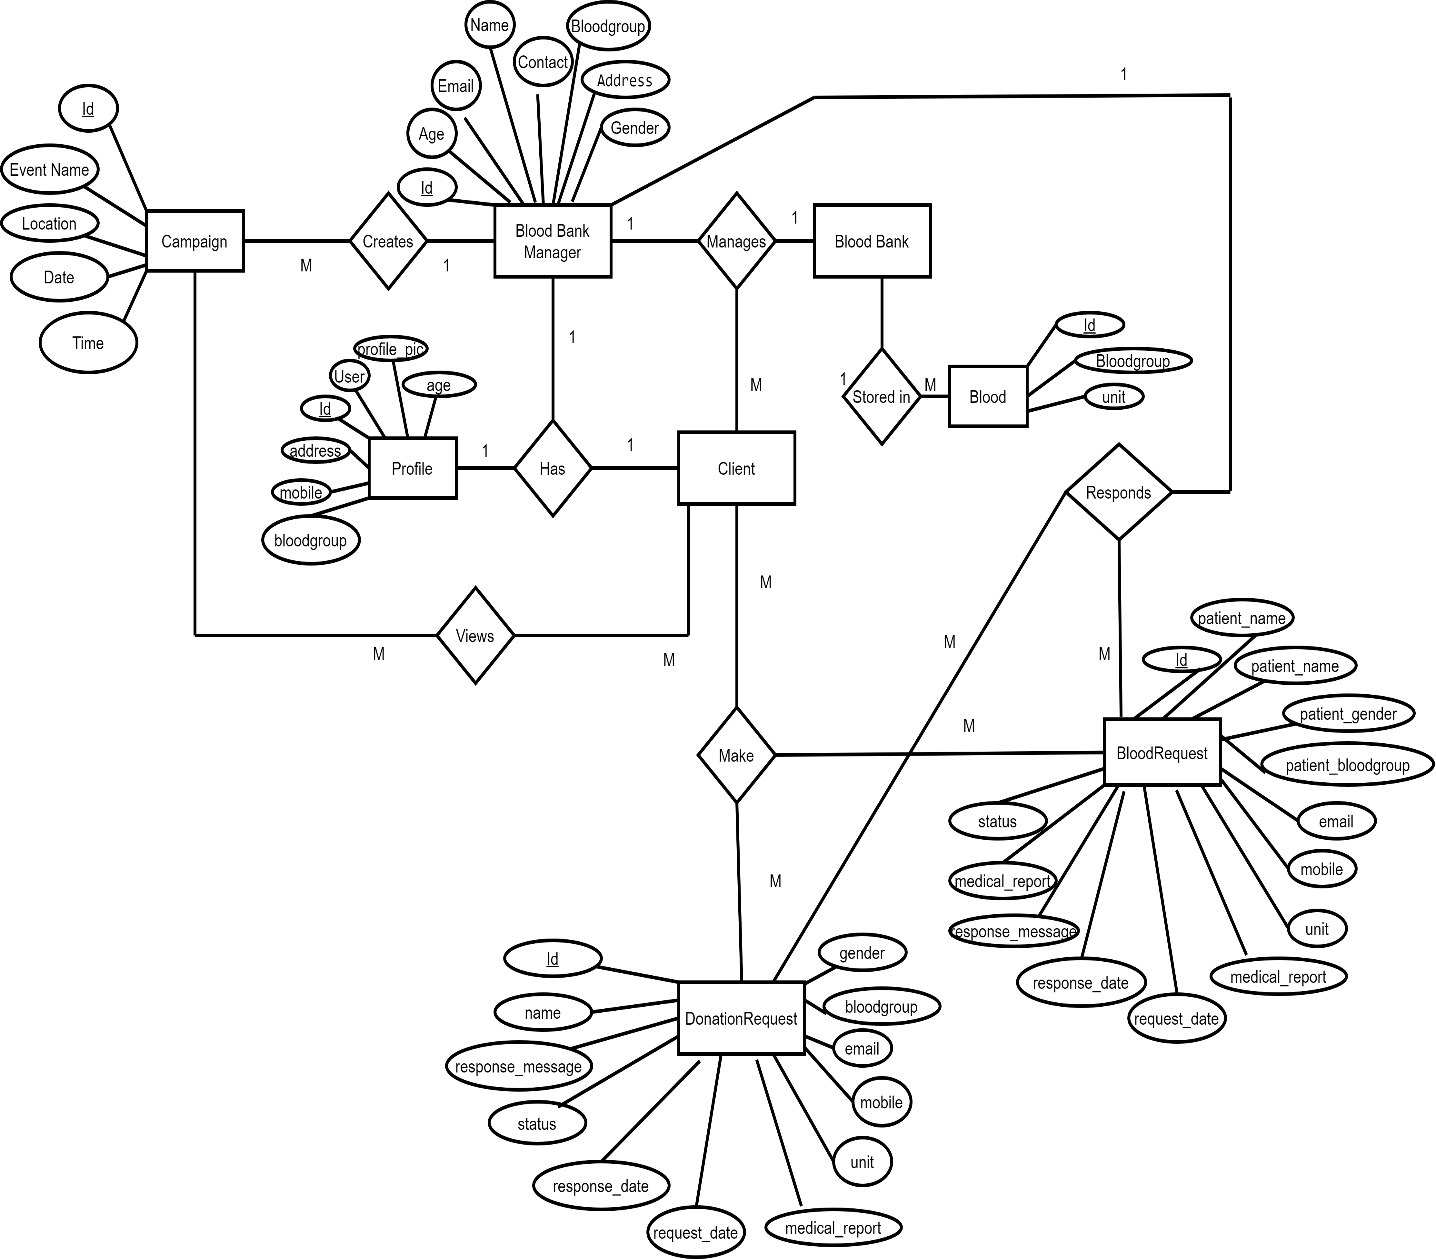 Name
Bloodgroup
Contact
Email
Address
Age
Gender
Id
1
Id
Event Name
Location
Date
Time
Campaign
M
Creates
1
Blood Bank
Manager
1
Manages
1
Blood Bank
1
M
1
Stored in
M
Blood
Id
Bloodgroup
unit
profile_pic
User
age
Id
address
mobile
bloodgroup
Profile
1
Has
1
Client
Responds
M
Views
M
M
M
M
Make
M
M
patient_name
Id
patient_name
patient_gender
patient_bloodgroup
BloodRequest
email
mobile
unit
medical_report
request_date
response_date
response_message
medical_report
status
Id
name
response_message
status
response_date
request_date
medical_report
unit
mobile
email
bloodgroup
gender
DonationRequest